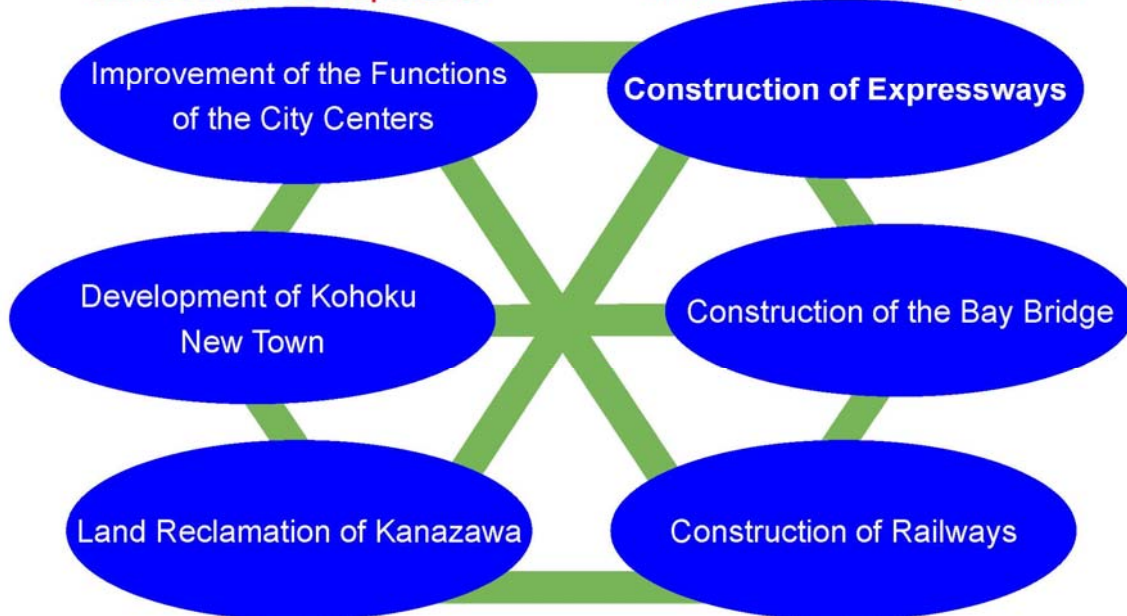 Improvement of the Functions
of the City Centers
Construction of Expressways
Development of Kohoku
New Town
Construction of the Bay Bridge
Land Reclamation of Kanazawa
Construction of Railways